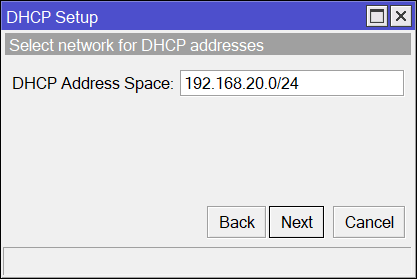 DHCP Setup
Select network for DHCP addresses
DHCP Address Space: 192.168.20.0/24
Back Next Cancel